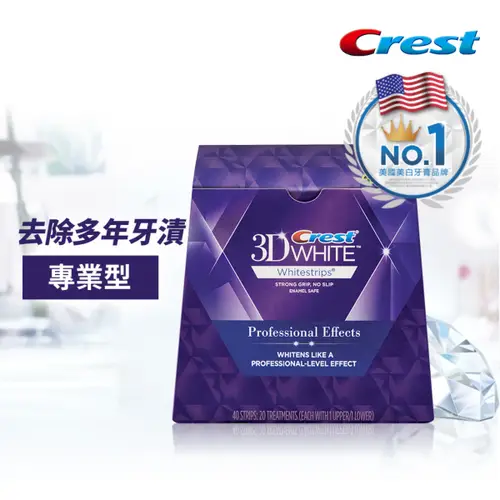 Crest
NO.1
美國美白牙膏品牌
去除多年牙漬
專業型
Crest
3DWHITE™
Whitestrips®
STRONG GRIP, NO SLIP
ENAMEL SAFE
Professional Effects
WHITENS LIKE A
PROFESSIONAL-LEVEL EFFECT
40 STRIPS: 20 TREATMENTS (EACH WITH 1 UPPER/1 LOWER)